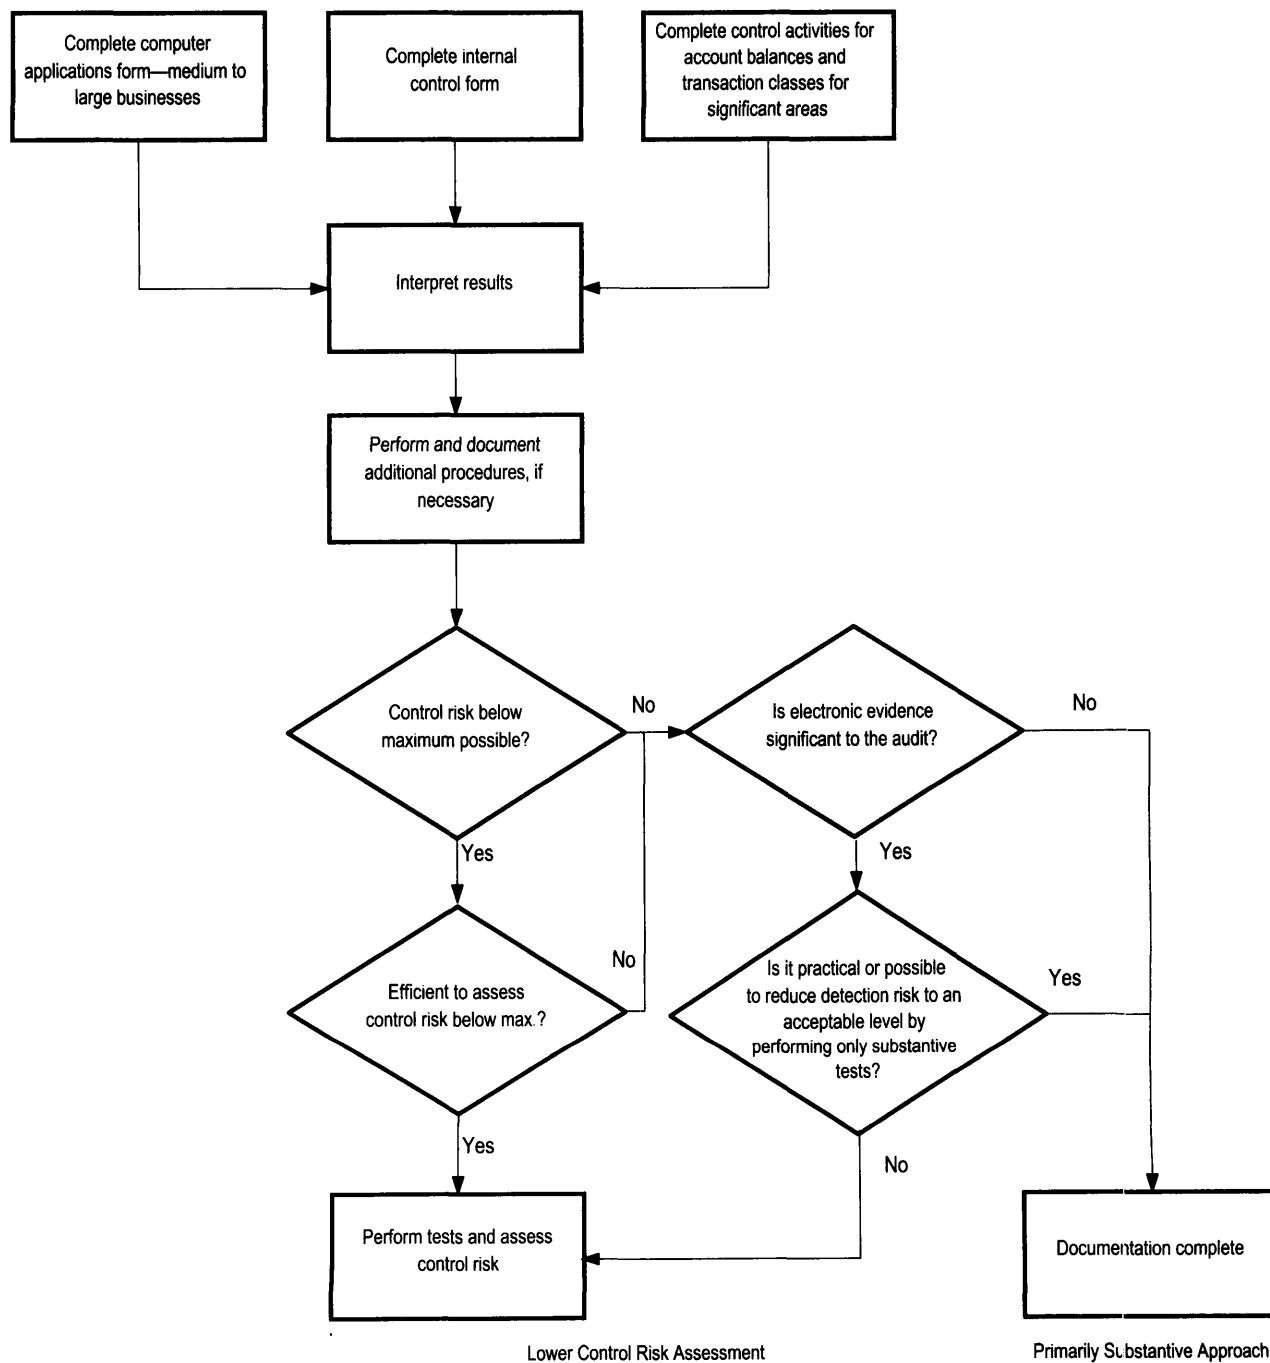 Complete computer
applications form—medium to
large businesses
Complete internal
control form
Complete control activities for
account balances and
transaction classes for
significant areas
Interpret results
Perform and document
additional procedures, if
necessary
Control risk below
maximum possible?
No
Is electronic evidence
significant to the audit?
No
Yes
Yes
Efficient to assess
control risk below max.?
No
Is it practical or possible
to reduce detection risk to an
acceptable level by
performing only substantive
tests?
Yes
Yes
No
Perform tests and assess
control risk
Documentation complete
Lower Control Risk Assessment
Primarily Substantive Approach